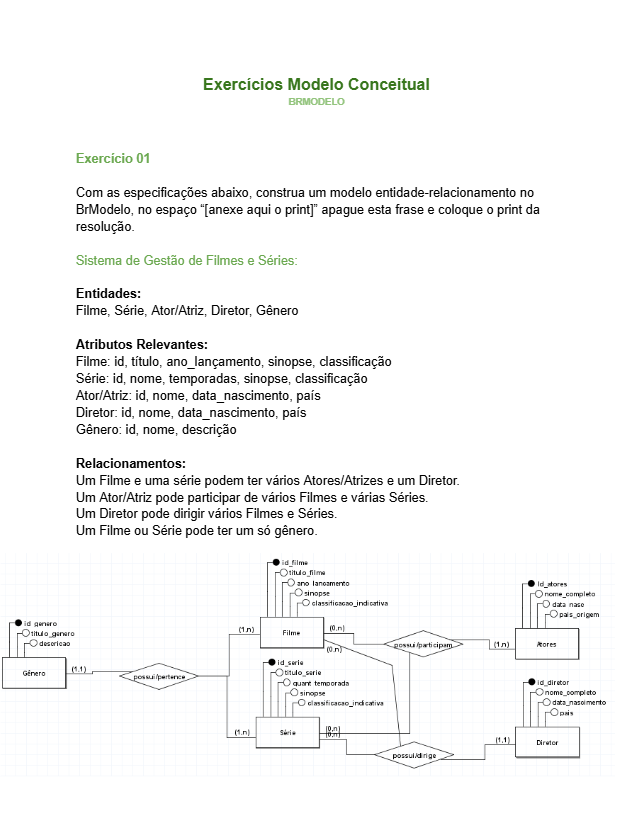 Exercícios Modelo Conceitual
BRMODELO
Exercício 01
Com as especificações abaixo, construa um modelo entidade-relacionamento no
BrModelo, no espaço “[anexe aqui o print]” apague esta frase e coloque o print da
resolução.
Sistema de Gestão de Filmes e Séries:
Entidades:
Filme, Série, Ator/Atriz, Diretor, Gênero
Atributos Relevantes:
Filme: id, título, ano_lançamento, sinopse, classificação
Série: id, nome, temporadas, sinopse, classificação
Ator/Atriz: id, nome, data_nascimento, país
Diretor: id, nome, data_nascimento, país
Gênero: id, nome, descrição
Relacionamentos:
Um Filme e uma série podem ter vários Atores/Atrizes e um Diretor.
Um Ator/Atriz pode participar de vários Filmes e várias Séries.
Um Diretor pode dirigir vários Filmes e Séries.
Um Filme ou Série pode ter um só gênero.
id_filme
titulo_filme
ano_lancamento
sinopse
classificacao_indicativa
(1,n)
Filme
(0,n)
(0,n)
id_atores
nome_completo
data_nasc
pais_origem
possui/participam
(1,n)
Atores
id_genero
titulo_genero
descricao
Gênero
(1,1)
possui/pertence
id_serie
titulo_serie
quant_temporada
sinopse
classificacao_indicativa
(1,n)
Série
(0,n)
(0,n)
id_diretor
nome_completo
data_nascimento
pais
possui/dirige
(1,1)
Diretor